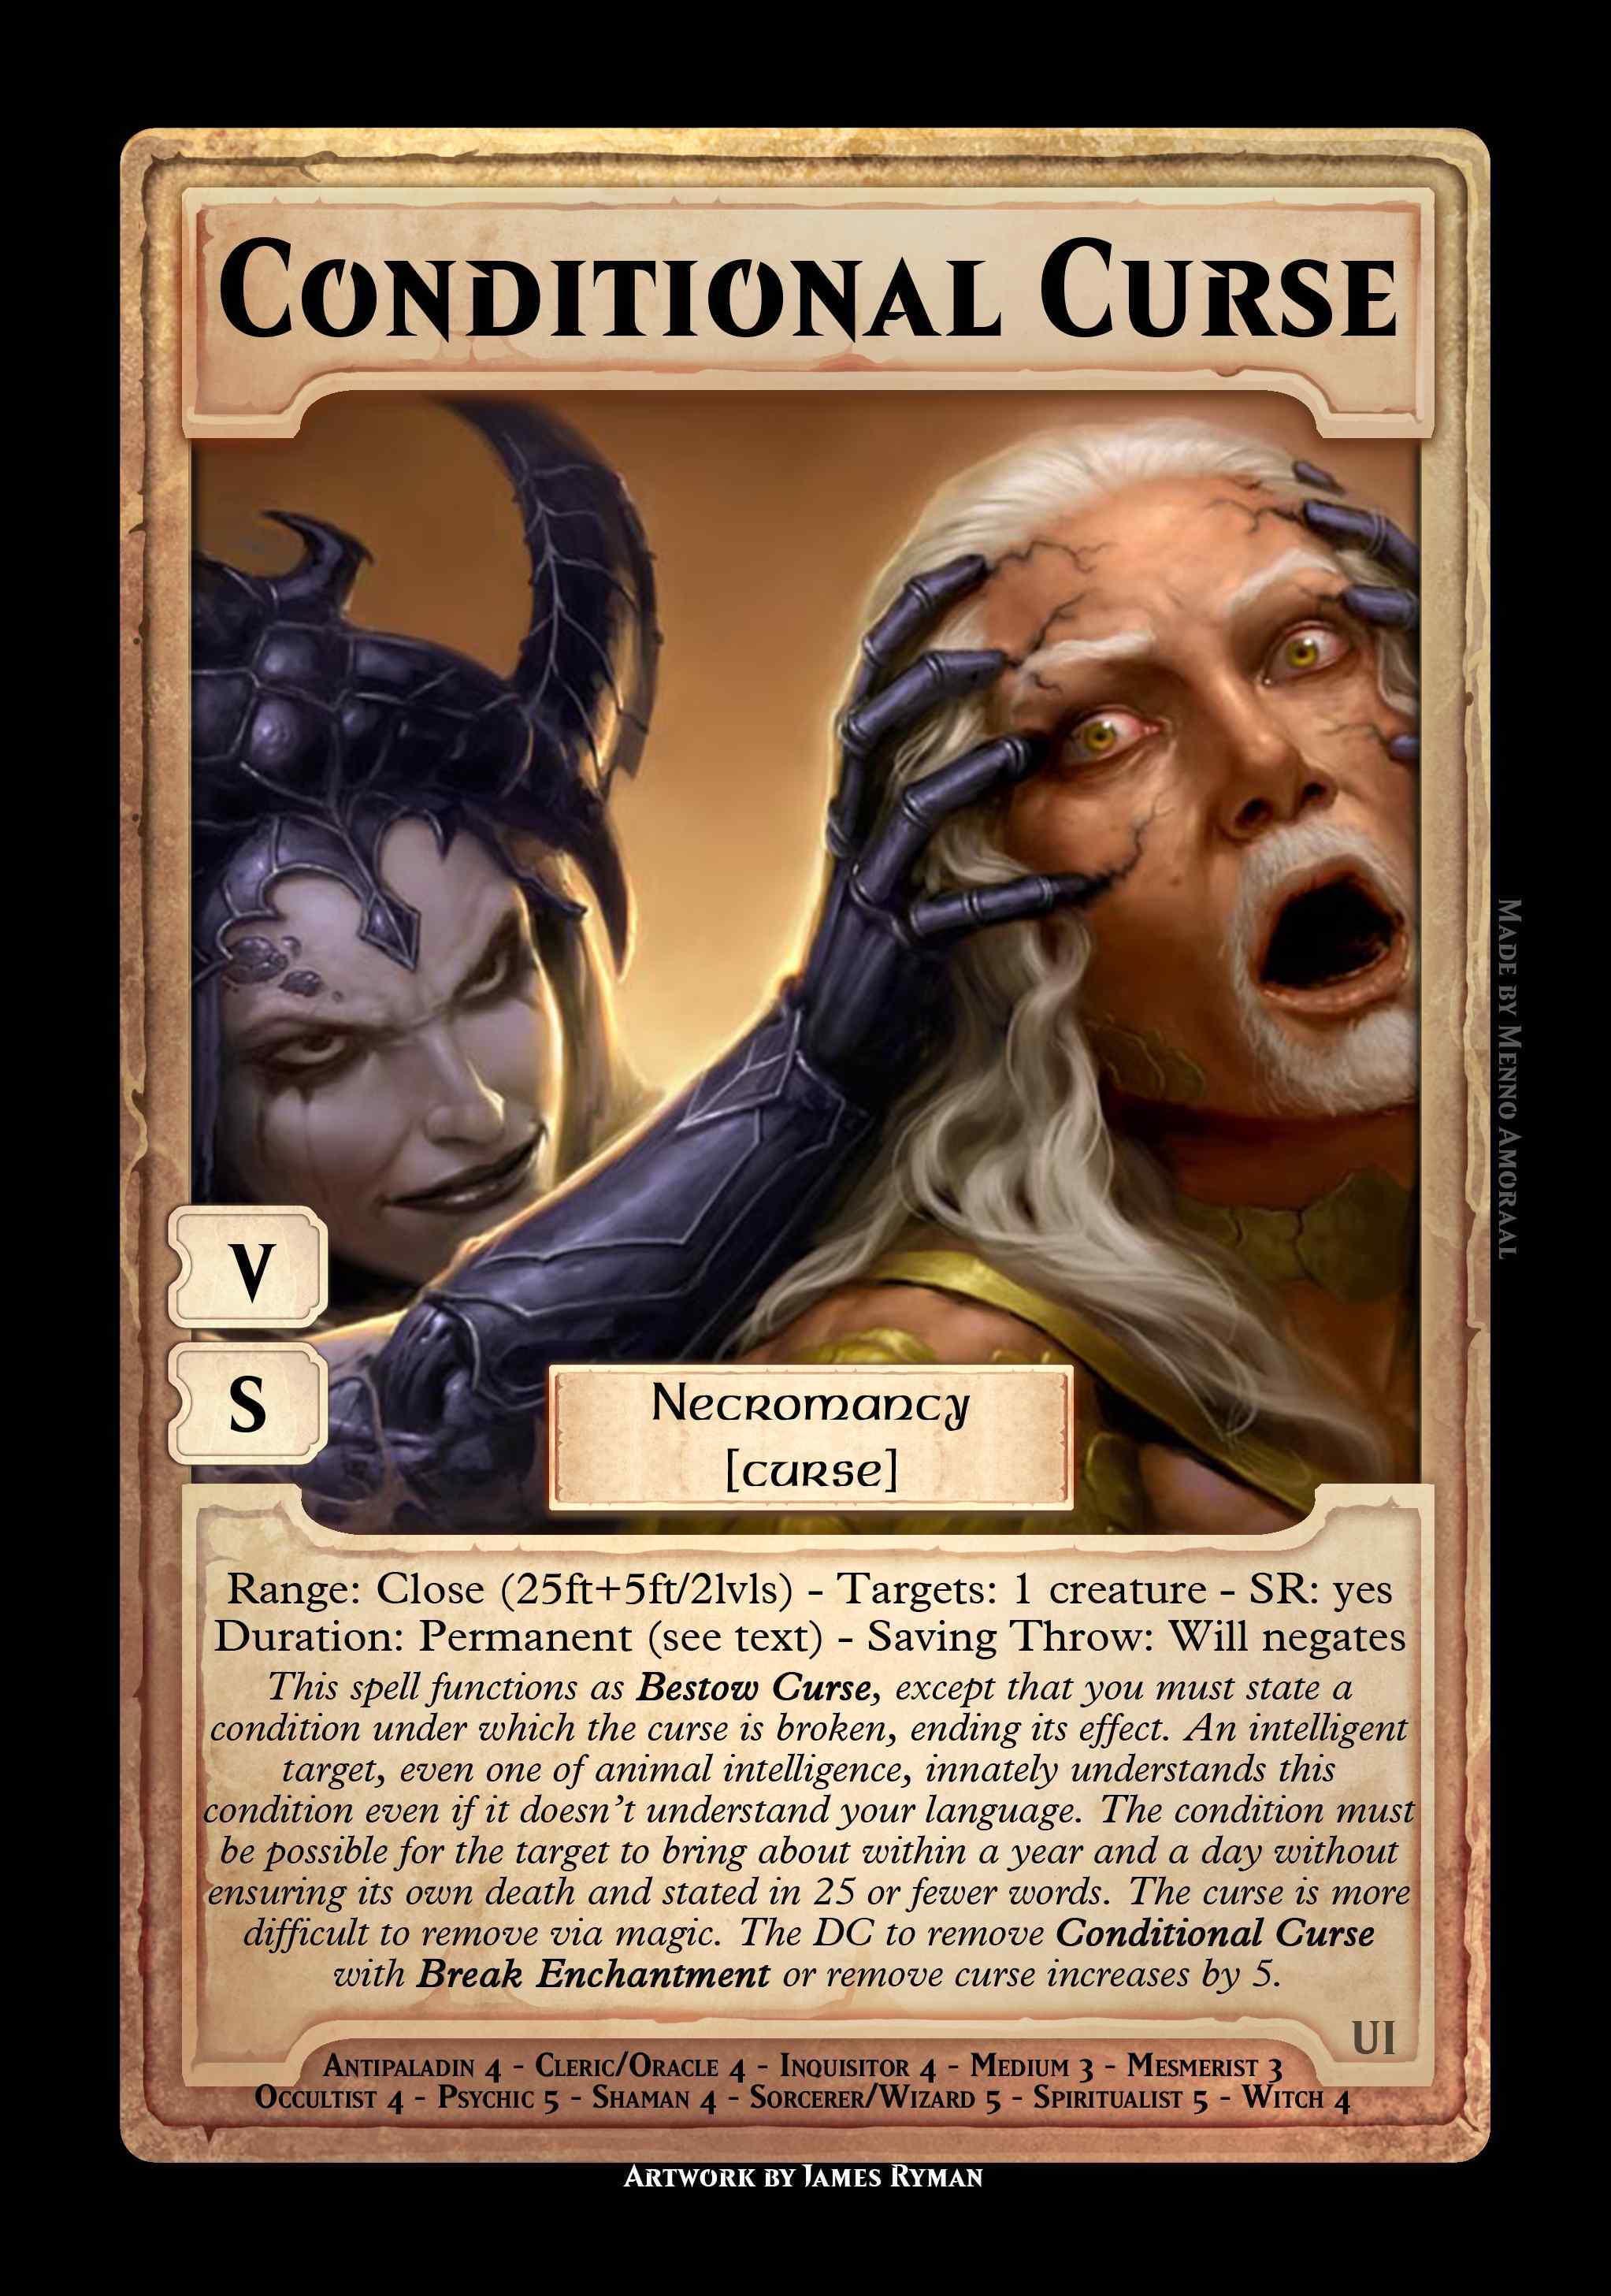 Conditional Curse
V
S
Necromancy
[curse]
Range: Close (25ft+5ft/2lvls) - Targets: 1 creature - SR: yes
Duration: Permanent (see text) - Saving Throw: Will negates
This spell functions as Bestow Curse, except that you must state a
condition under which the curse is broken, ending its effect. An intelligent
target, even one of animal intelligence, innately understands this
condition even if it doesn’t understand your language. The condition must
be possible for the target to bring about within a year and a day without
ensuring its own death and stated in 25 or fewer words. The curse is more
difficult to remove via magic. The DC to remove Conditional Curse
with Break Enchantment or remove curse increases by 5.
UI
Antipaladin 4 - Cleric/Oracle 4 - Inquisitor 4 - Medium 3 - Mesmerist 3
Occultist 4 - Psychic 5 - Shaman 4 - Sorcerer/Wizard 5 - Spiritualist 5 - Witch 4
Artwork by James Ryman
Made by Menno Amoraal